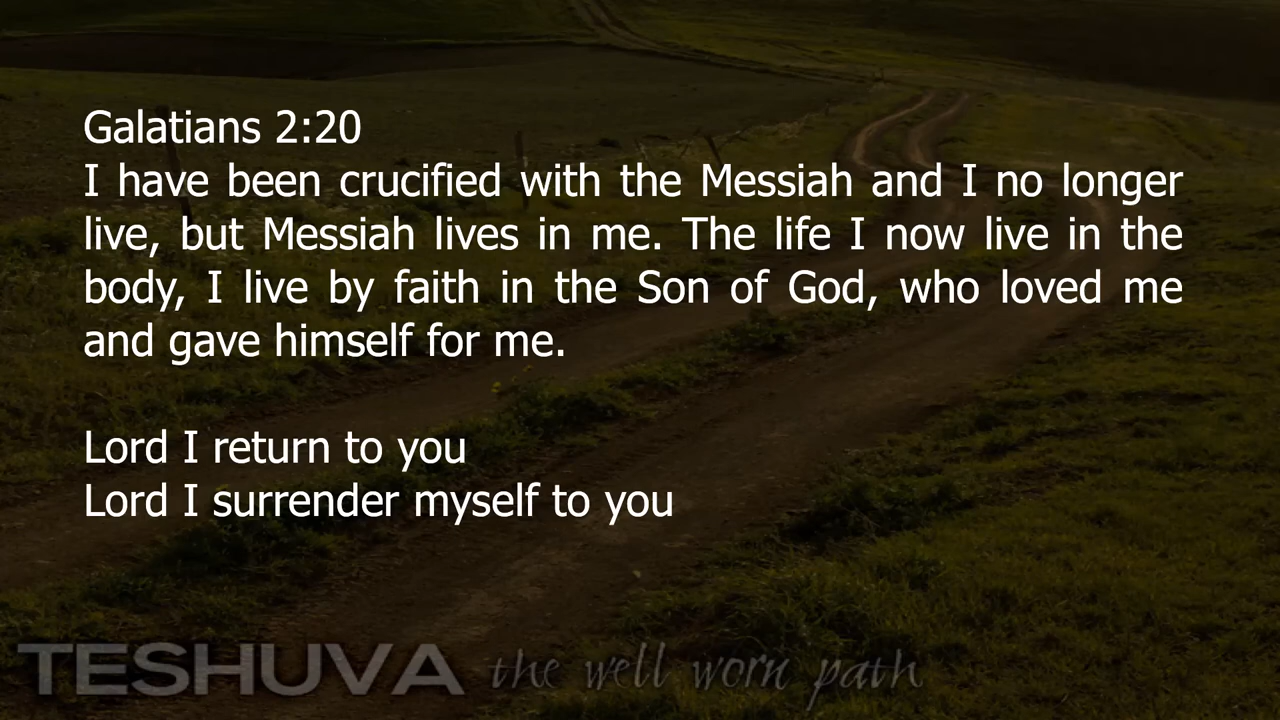 Galatians 2:20
I have been crucified with the Messiah and I no longer
live, but Messiah lives in me. The life I now live in the
body, I live by faith in the Son of God, who loved me
and gave himself for me.
Lord I return to you
Lord I surrender myself to you
TESHUVA the well worn path